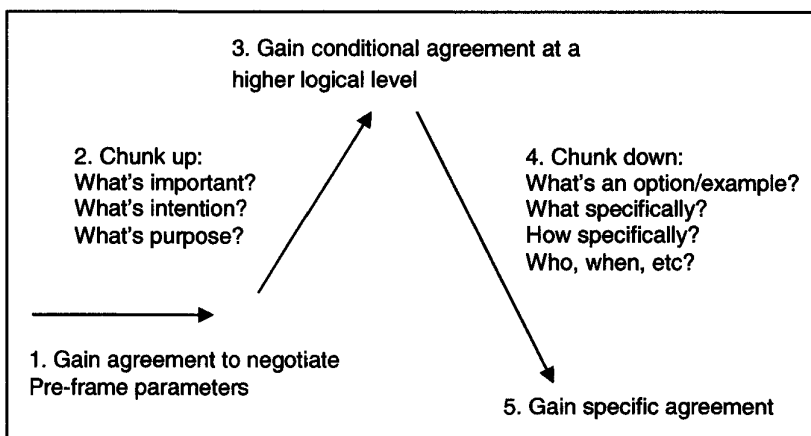 3. Gain conditional agreement at a
higher logical level
2. Chunk up:
What's important?
What's intention?
What's purpose?
4. Chunk down:
What's an option/example?
What specifically?
How specifically?
Who, when, etc?
1. Gain agreement to negotiate
Pre-frame parameters
5. Gain specific agreement